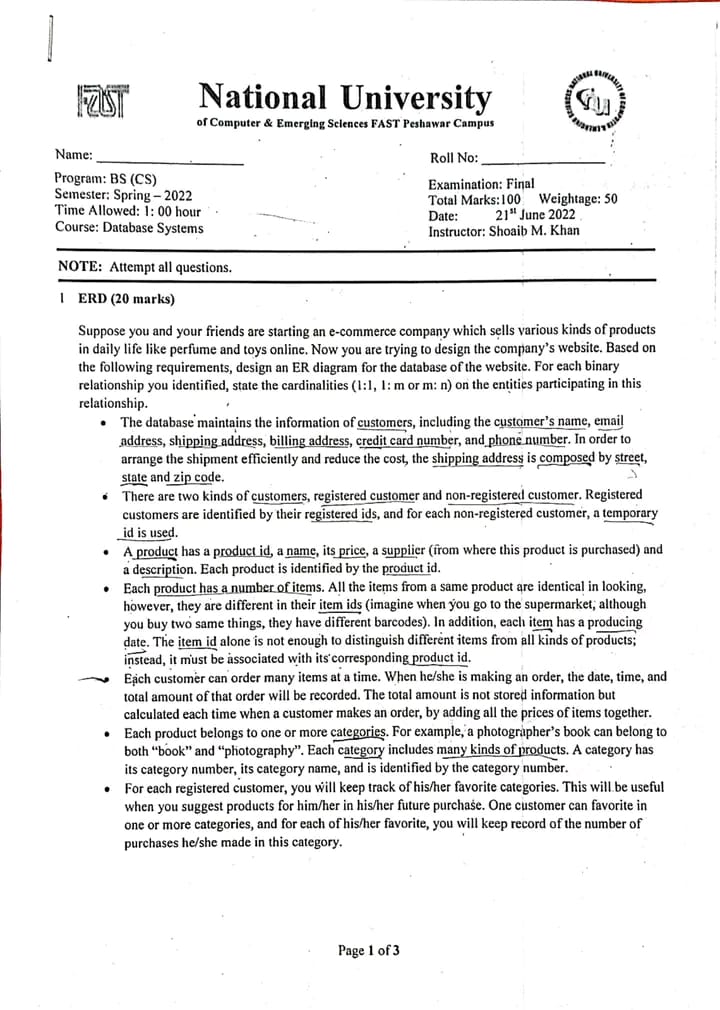 FAST
National University
of Computer & Emerging Sciences FAST Peshawar Campus
Name:
Roll No:
Program: BS (CS)
Semester: Spring – 2022
Time Allowed: 1: 00 hour
Course: Database Systems
Examination: Final
Total Marks:100 Weightage: 50
Date: 21st June 2022
Instructor: Shoaib M. Khan
NOTE: Attempt all questions.
1 ERD (20 marks)
Suppose you and your friends are starting an e-commerce company which sells various kinds of products
in daily life like perfume and toys online. Now you are trying to design the company's website. Based on
the following requirements, design an ER diagram for the database of the website. For each binary
relationship you identified, state the cardinalities (1:1, 1: m or m: n) on the entities participating in this
relationship.
• The database maintains the information of customers, including the customer's name, email
address, shipping address, billing address, credit card number, and phone number. In order to
arrange the shipment efficiently and reduce the cost, the shipping address is composed by street,
state and zip code.
• There are two kinds of customers, registered customer and non-registered customer. Registered
customers are identified by their registered ids, and for each non-registered customer, a temporary
id is used.
• A product has a product id, a name, its price, a supplier (from where this product is purchased) and
a description. Each product is identified by the product id.
• Each product has a number of items. All the items from a same product are identical in looking,
however, they are different in their item ids (imagine when you go to the supermarket, although
you buy two same things, they have different barcodes). In addition, each item has a producing
date. The item id alone is not enough to distinguish different items from all kinds of products;
instead, it must be associated with its corresponding product id.
• Each customer can order many items at a time. When he/she is making an order, the date, time, and
total amount of that order will be recorded. The total amount is not stored information but
calculated each time when a customer makes an order, by adding all the prices of items together.
• Each product belongs to one or more categories. For example, a photographer's book can belong to
both "book" and "photography". Each category includes many kinds of products. A category has
its category number, its category name, and is identified by the category number.
• For each registered customer, you will keep track of his/her favorite categories. This will be useful
when you suggest products for him/her in his/her future purchase. One customer can favorite in
one or more categories, and for each of his/her favorite, you will keep record of the number of
purchases he/she made in this category.
Page 1 of 3